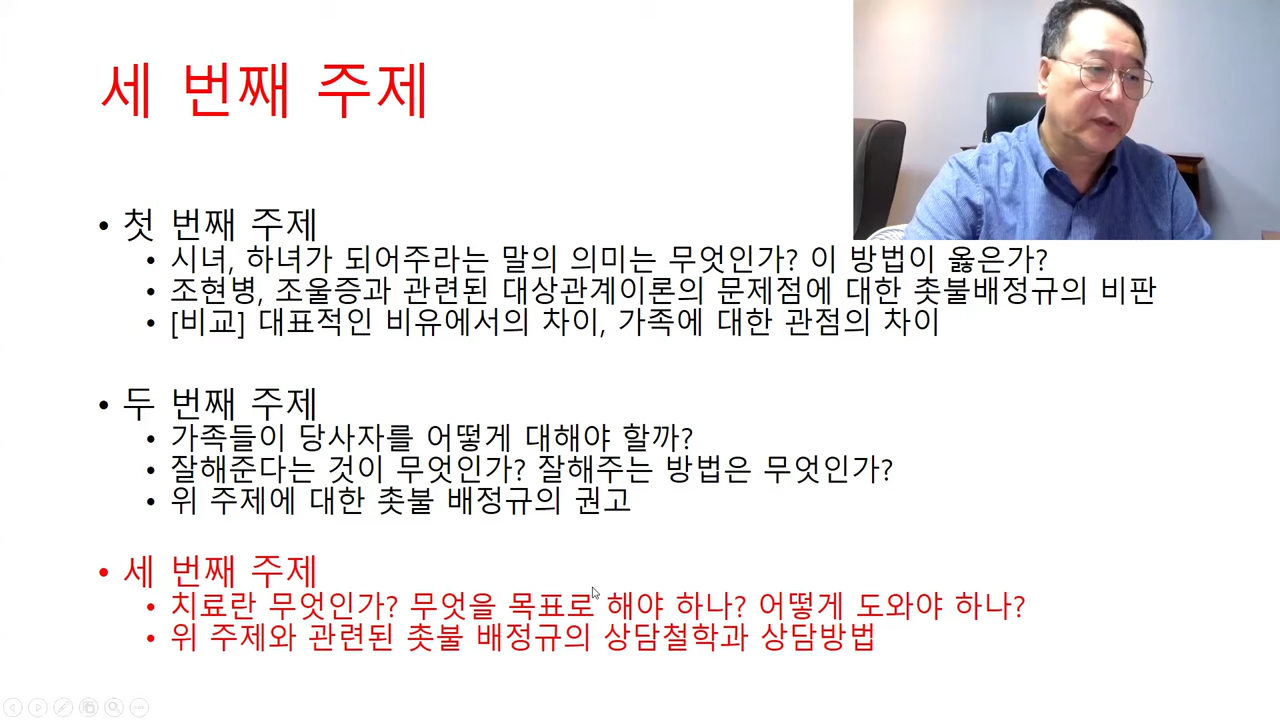 세 번째 주제
• 첫 번째 주제
• 시녀, 하녀가 되어주라는 말의 의미는 무엇인가? 이 방법이 옳은가?
• 조현병, 조울증과 관련된 대상관계이론의 문제점에 대한 촛불배정규의 비판
• [비교] 대표적인 비유에서의 차이, 가족에 대한 관점의 차이
• 두 번째 주제
• 가족들이 당사자를 어떻게 대해야 할까?
• 잘해준다는 것이 무엇인가? 잘해주는 방법은 무엇인가?
• 위 주제에 대한 촛불 배정규의 권고
• 세 번째 주제
• 치료란 무엇인가? 무엇을 목표로 해야 하나? 어떻게 도와야 하나?
• 위 주제와 관련된 촛불 배정규의 상담철학과 상담방법